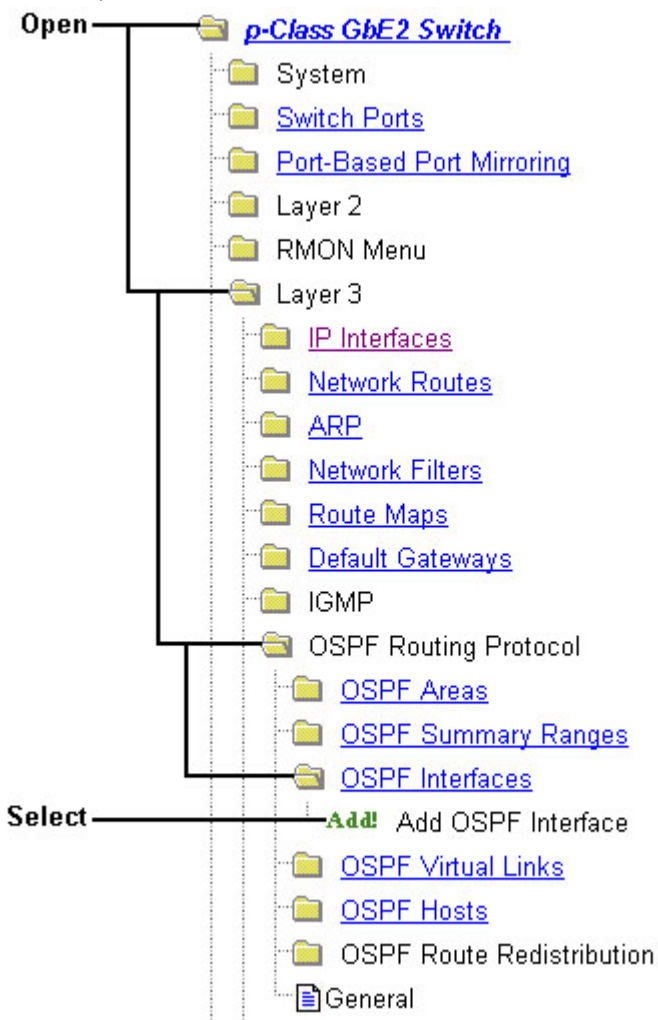 Open p-Class GbE2 Switch
System
Switch Ports
Port-Based Port Mirroring
Layer 2
RMON Menu
Layer 3
IP Interfaces
Network Routes
ARP
Network Filters
Route Maps
Default Gateways
IGMP
OSPF Routing Protocol
OSPF Areas
OSPF Summary Ranges
OSPF Interfaces
Select Add! Add OSPF Interface
OSPF Virtual Links
OSPF Hosts
OSPF Route Redistribution
General